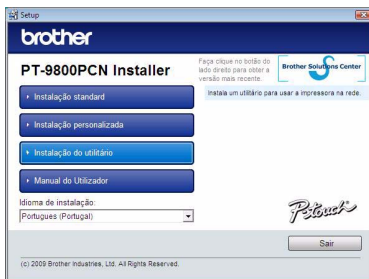 Setup
brother
PT-9800PCN Installer
Faça clique no botão do
lado direito para obter a
versão mais recente.
Brother Solutions Center
Instalação standard
Instala um utilitário para usar a impressora na rede.
Instalação personalizada
Instalação do utilitário
Manual do Utilizador
Idioma de instalação:
Portugues (Portugal)
P-touch
Sair
(c) 2009 Brother Industries, Ltd. All Rights Reserved.